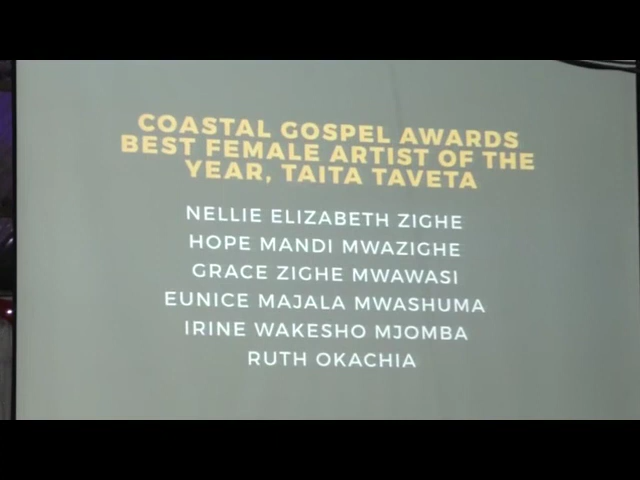 COASTAL GOSPEL AWARDS
BEST FEMALE ARTIST OF THE
YEAR, TAITA TAVETA
NELLIE ELIZABETH ZIGHE
HOPE MANDI MWAZIGHE
GRACE ZIGHE MWAWASI
EUNICE MAJALA MWASHUMA
IRINE WAKESHO MJOMBA
RUTH OKACHIA